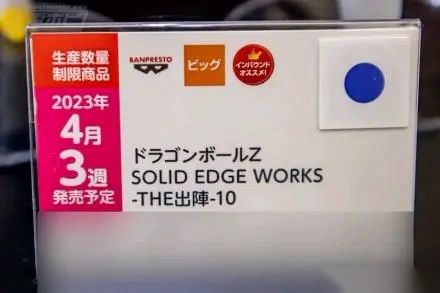 生産数量
制限商品
2023年
4月
3週
発売予定
BANPRESTO
ビッグ
インバウンド
オススメ!
ドラゴンボールZ
SOLID EDGE WORKS
-THE出陣-10